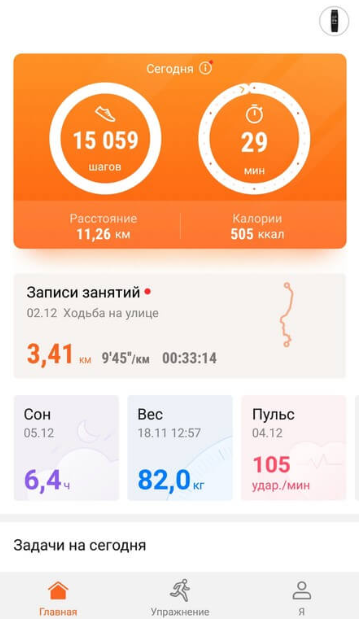 Сегодня
15 059
шагов
29
мин
Расстояние
11,26 км
Калории
505 ккал
Записи занятий
02.12 Ходьба на улице
3,41 км 9'45"/км 00:33:14
Сон
05.12
6,4 ч
Вес
18.11 12:57
82,0 кг
Пульс
04.12
105
удар./мин
Задачи на сегодня
Главная
Упражнение
Я